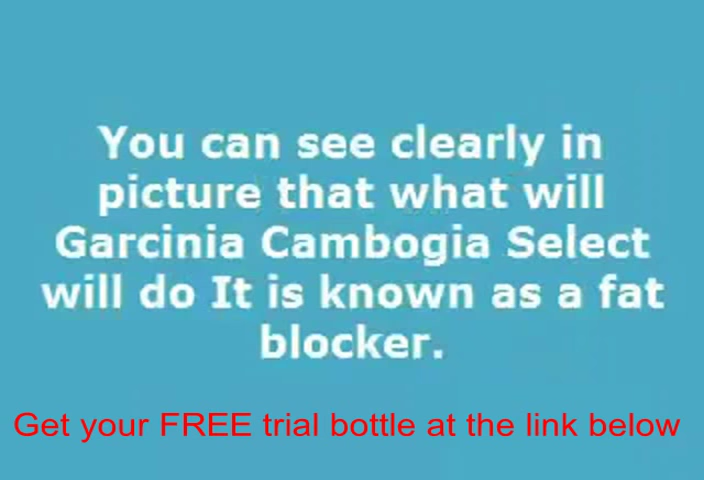 You can see clearly in
picture that what will
Garcinia Cambogia Select
will do It is known as a fat
blocker.
Get your FREE trial bottle at the link below